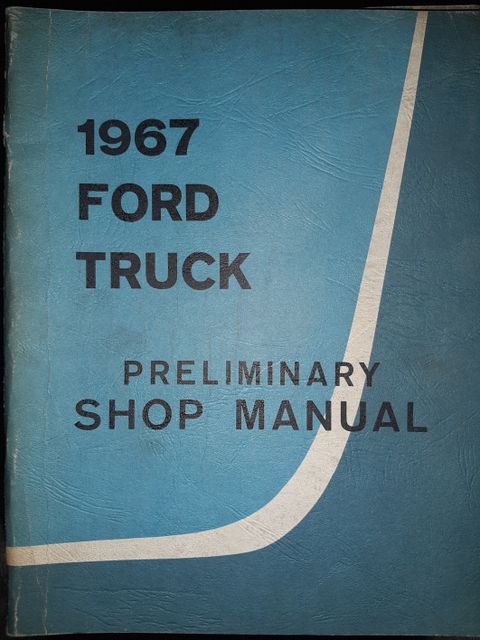 1967
FORD
TRUCK
PRELIMINARY
SHOP MANUAL